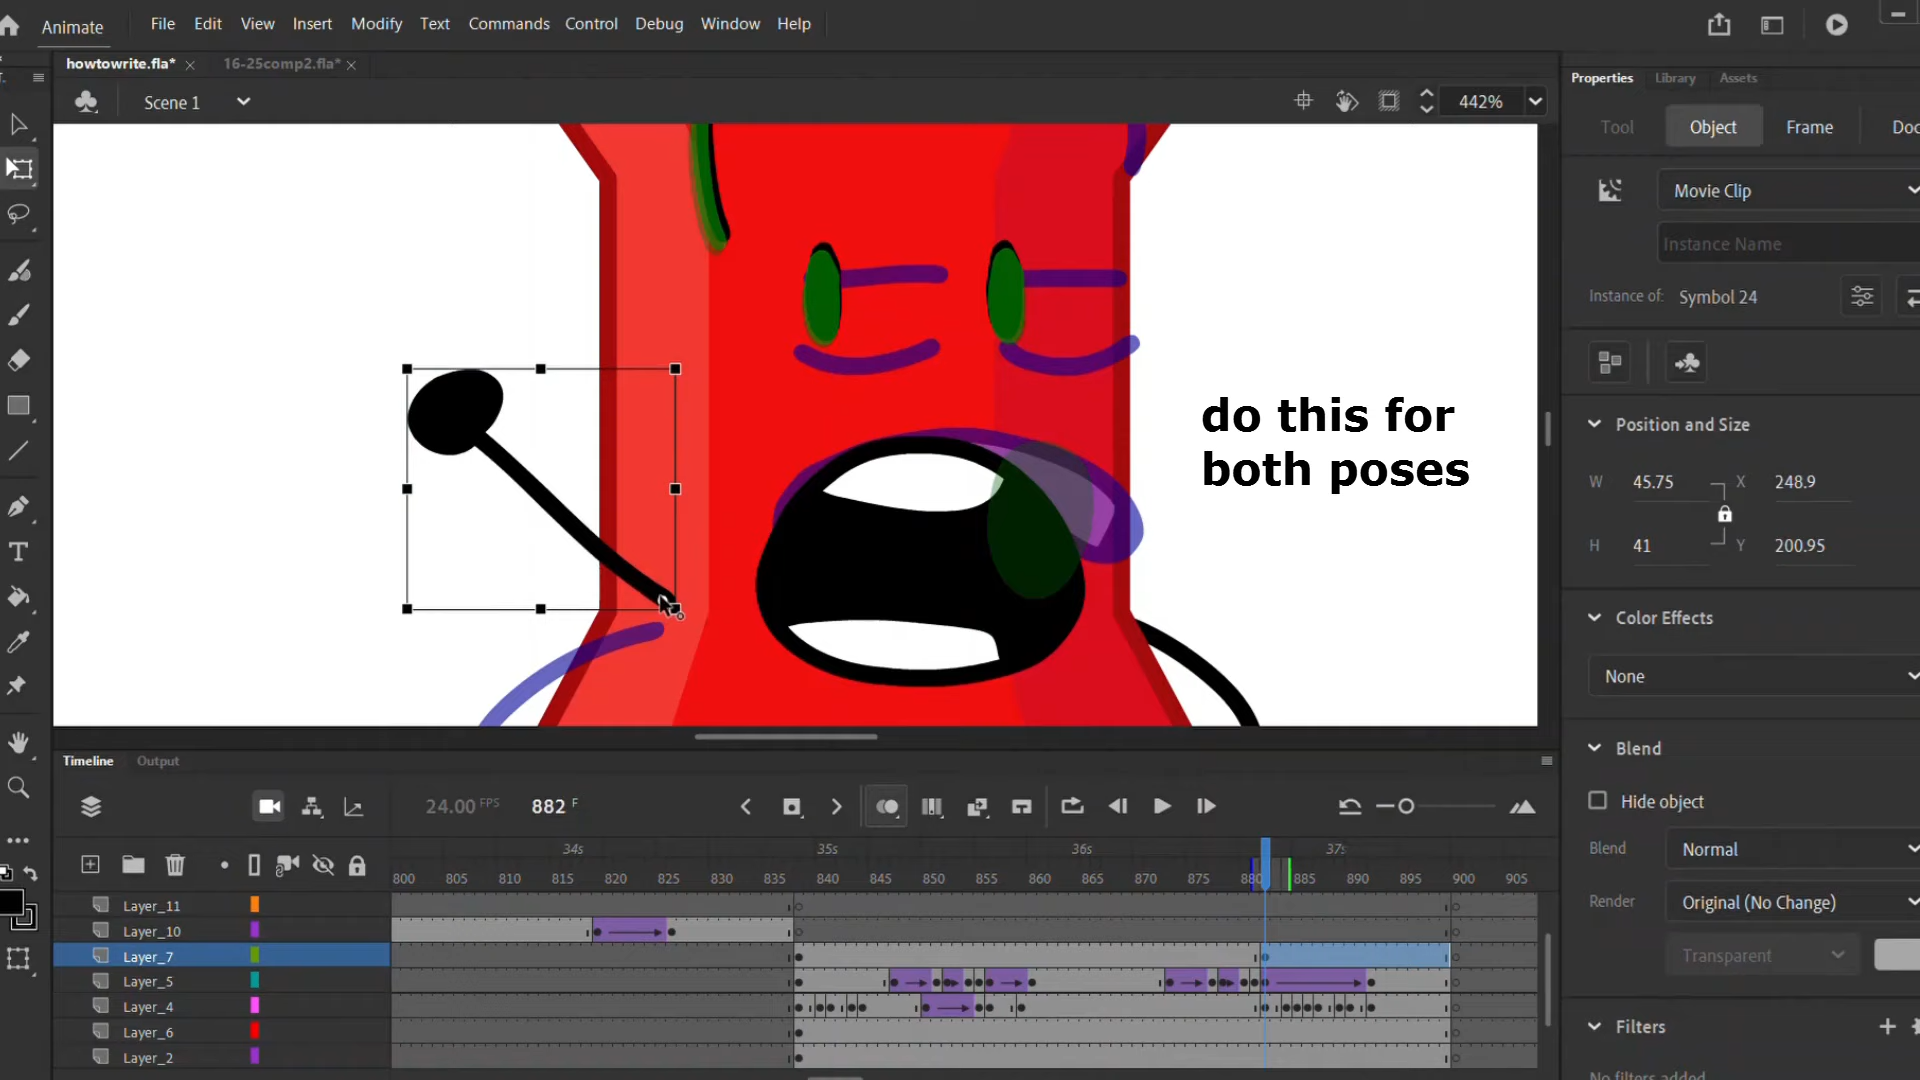 Animate File Edit View Insert Modify Text Commands Control Debug Window Help
howtowrite.fla* 16-25comp2.fla*
Scene 1 442%
Properties Library Assets
Tool Object Frame Doc
Movie Clip
Instance Name
Instance of: Symbol 24
do this for
both poses
Position and Size
W 45.75 X 248.9
H 41 Y 200.95
Color Effects
None
Blend
Hide object
Blend Normal
Render Original (No Change)
Transparent
Filters
No filters added
Timeline Output
24.00 FPS 882 F
34s 35s 36s 37s
800 805 810 815 820 825 830 835 840 845 850 855 860 865 870 875 880 885 890 895 900 905
Layer_11
Layer_10
Layer_7
Layer_5
Layer_4
Layer_6
Layer_2